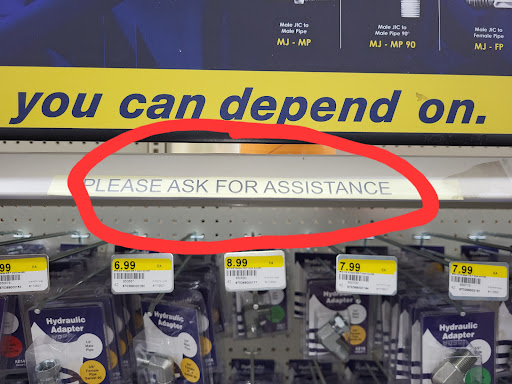 Male JIC to
Male Pipe
MJ - MP
Male JIC to
Male Pipe 90°
MJ - MP 90
Male JIC to
Female Pipe
MJ - FP
you can depend on.
PLEASE ASK FOR ASSISTANCE
.99
6.99
8.99
7.99
7.99
Hydraulic
Adapter
Hydraulic
Adapter
Hydraulic
Adapter
Hydraulic
Adapter